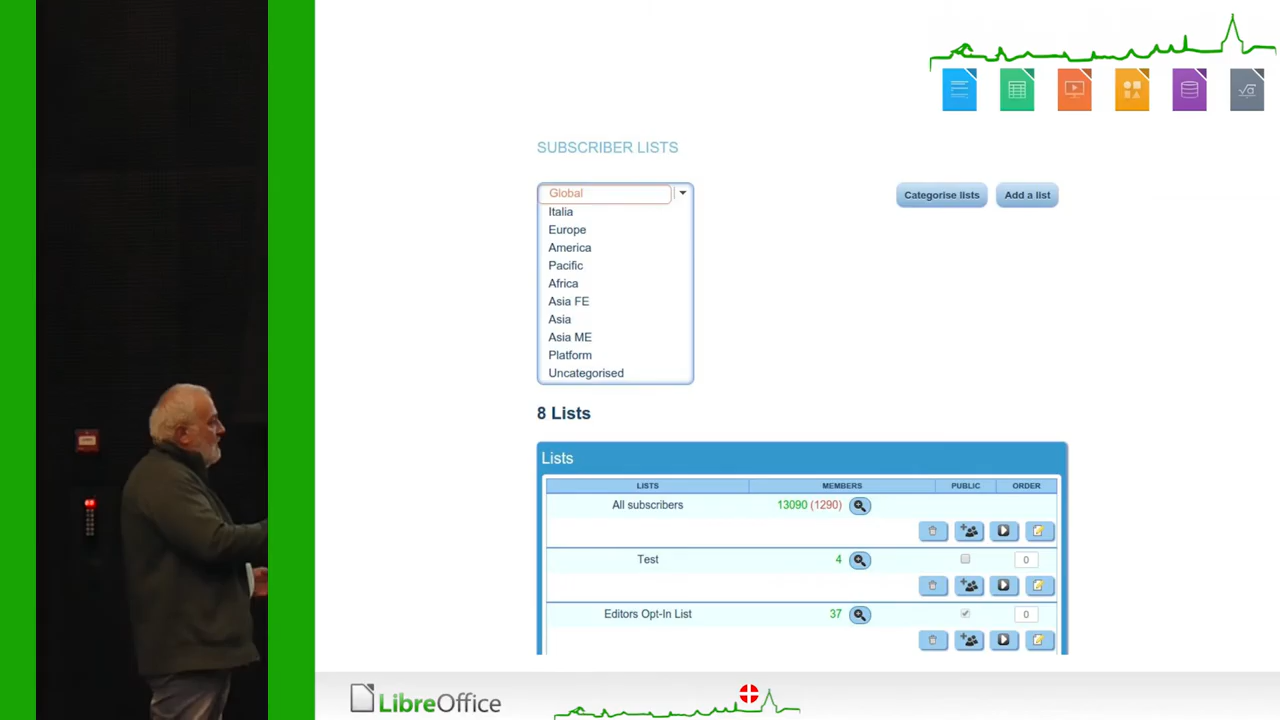 SUBSCRIBER LISTS
Global
Categorise lists
Add a list
Italia
Europe
America
Pacific
Africa
Asia FE
Asia
Asia ME
Platform
Uncategorised
8 Lists
Lists
LISTS MEMBERS PUBLIC ORDER
All subscribers 13090 (1290)
Test 4 0
Editors Opt-In List 37 0
LibreOffice